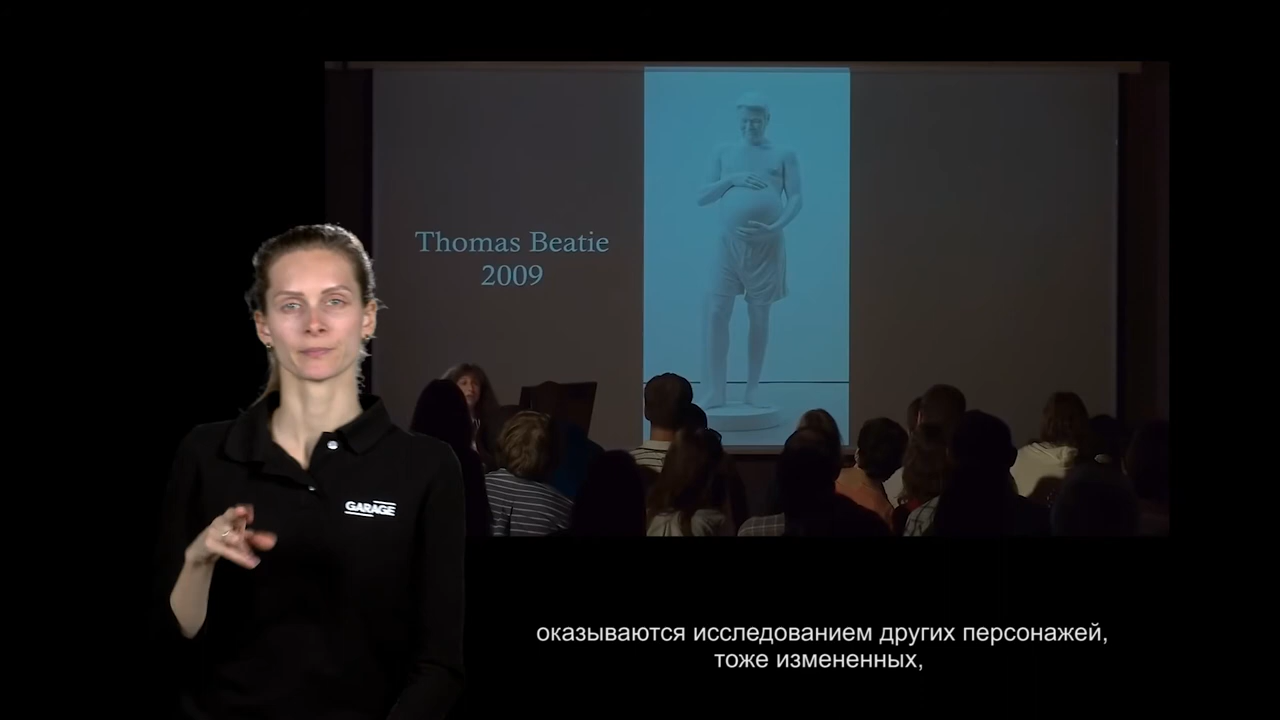 Thomas Beatie
2009
GARAGE
оказываются исследованием других персонажей,
тоже измененных,